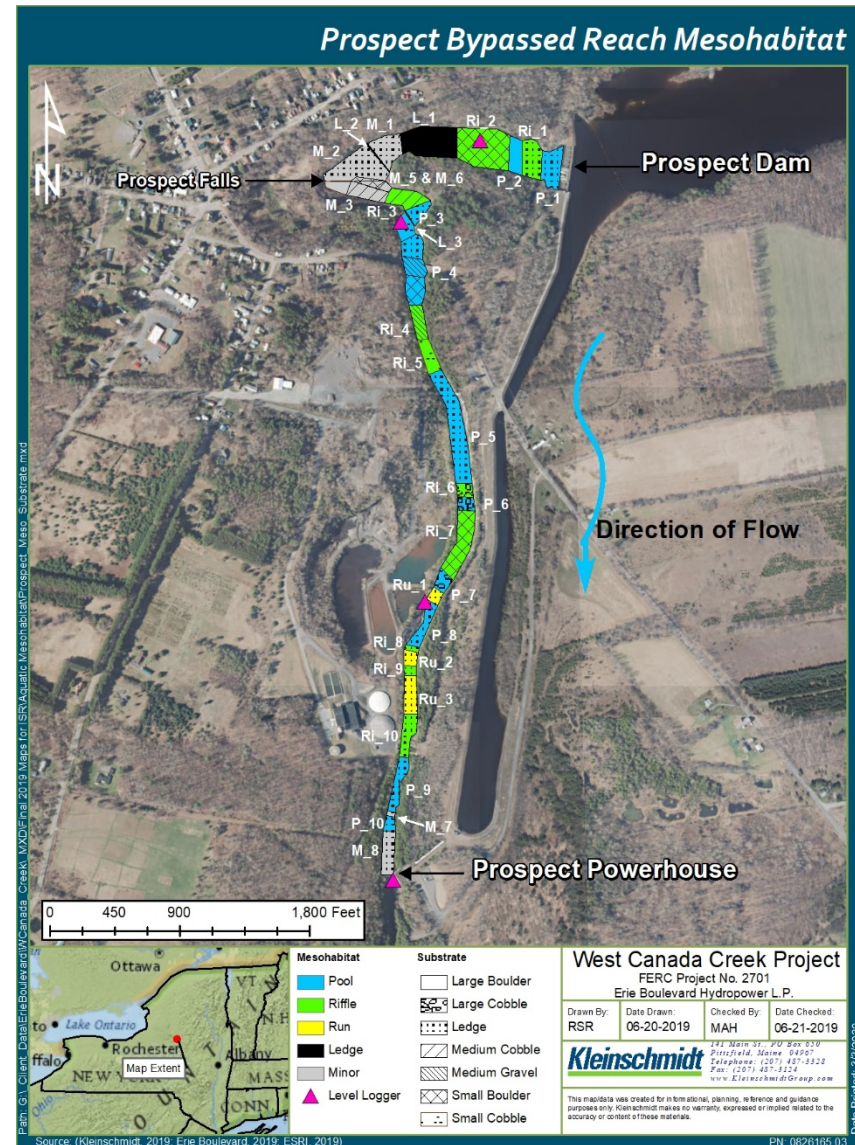 Prospect Bypassed Reach Mesohabitat
L_2
M_1
L_1
Ri_2
Ri_1
M_2
Prospect Dam
Prospect Falls
M_5 & M_6
P_2
P_1
M_3
Ri_3
P_3
L_3
P_4
Ri_4
Ri_5
P_5
Ri_6
P_6
Ri_7
Direction of Flow
Ru_1
P_7
P_8
Ri_8
Ru_2
Ri_9
Ru_3
Ri_10
P_9
P_10
M_7
M_8
Prospect Powerhouse
N
0 450 900 1,800 Feet
Ottawa
Lake Ontario
Rochester
Albany
Map Extent
CONN
Mesohabitat
Pool
Riffle
Run
Ledge
Minor
Level Logger
Substrate
Large Boulder
Large Cobble
Ledge
Medium Cobble
Medium Gravel
Small Boulder
Small Cobble
West Canada Creek Project
FERC Project No. 2701
Erie Boulevard Hydropower L.P.
Drawn By: Date Drawn: Checked By: Date Checked:
RSR 06-20-2019 MAH 06-21-2019
Kleinschmidt
141 Main St., PO Box 650
Pittsfield, Maine 04967
Telephone: (207) 487-3328
Fax: (207) 487-3124
www.KleinschmidtGroup.com
This map/data was created for informational, planning, reference and guidance
purposes only. Kleinschmidt makes no warranty, expressed or implied related to the
accuracy or content of these materials.
Source: (Kleinschmidt, 2019; Erie Boulevard, 2019; ESRI, 2019)
PN: 0826165.03